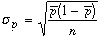 σ_p = √(p̅(1 − p̅)/n)